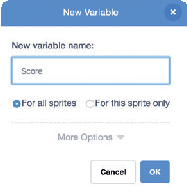 New Variable
New variable name:
Score
For all sprites For this sprite only
More Options
Cancel OK